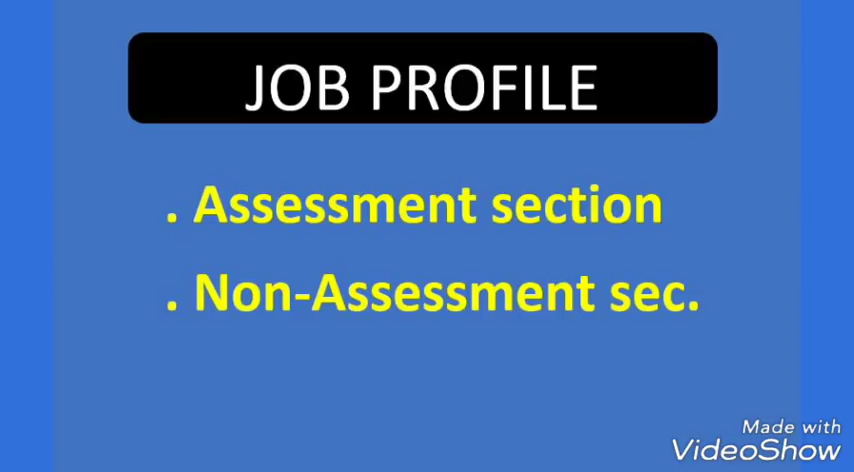 JOB PROFILE
. Assessment section
. Non-Assessment sec.
Made with
VideoShow